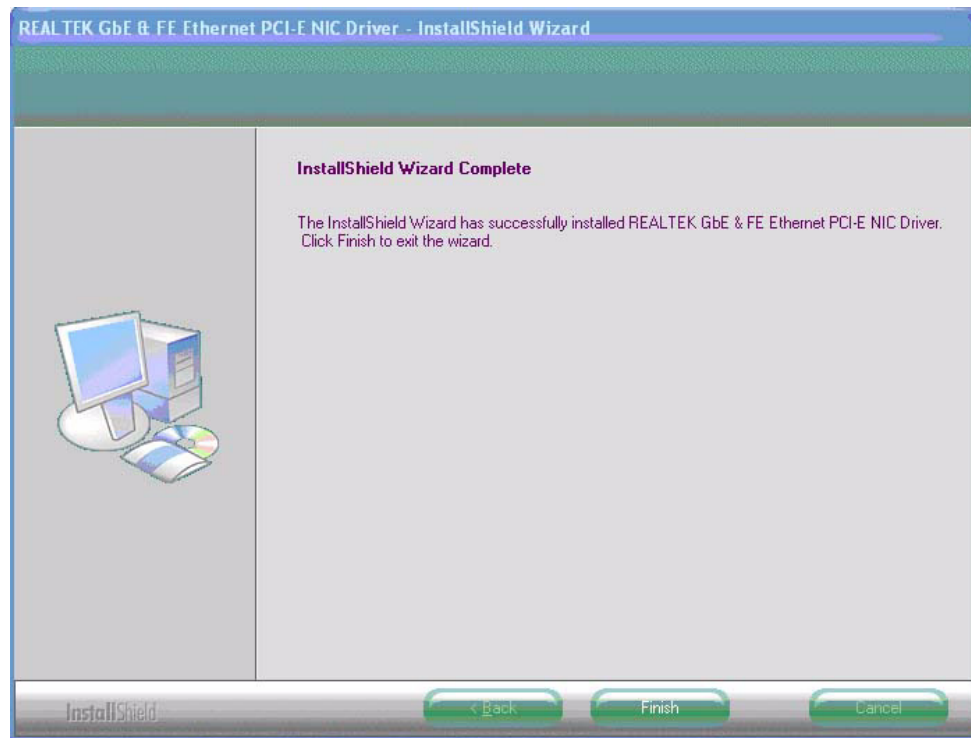 REALTEK GbE & FE Ethernet PCI-E NIC Driver - InstallShield Wizard
InstallShield Wizard Complete
The InstallShield Wizard has successfully installed REALTEK GbE & FE Ethernet PCI-E NIC Driver.
Click Finish to exit the wizard.
InstallShield
< Back
Finish
Cancel